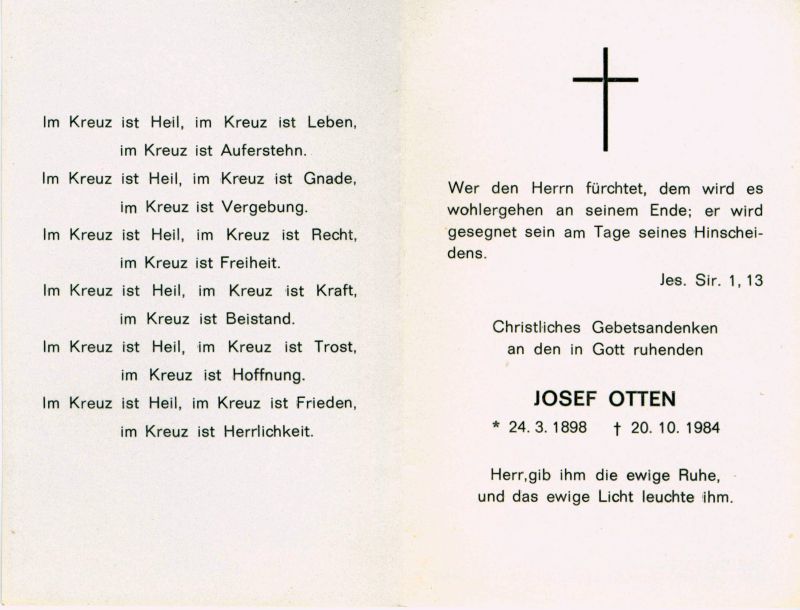 Im Kreuz ist Heil, im Kreuz ist Leben,
im Kreuz ist Auferstehn.
Im Kreuz ist Heil, im Kreuz ist Gnade,
im Kreuz ist Vergebung.
Im Kreuz ist Heil, im Kreuz ist Recht,
im Kreuz ist Freiheit.
Im Kreuz ist Heil, im Kreuz ist Kraft,
im Kreuz ist Beistand.
Im Kreuz ist Heil, im Kreuz ist Trost,
im Kreuz ist Hoffnung.
Im Kreuz ist Heil, im Kreuz ist Frieden,
im Kreuz ist Herrlichkeit.
Wer den Herrn fürchtet, dem wird es
wohlergehen an seinem Ende; er wird
gesegnet sein am Tage seines Hinschei-
dens.
Jes. Sir. 1, 13
Christliches Gebetsandenken
an den in Gott ruhenden
JOSEF OTTEN
* 24. 3. 1898 † 20. 10. 1984
Herr,gib ihm die ewige Ruhe,
und das ewige Licht leuchte ihm.